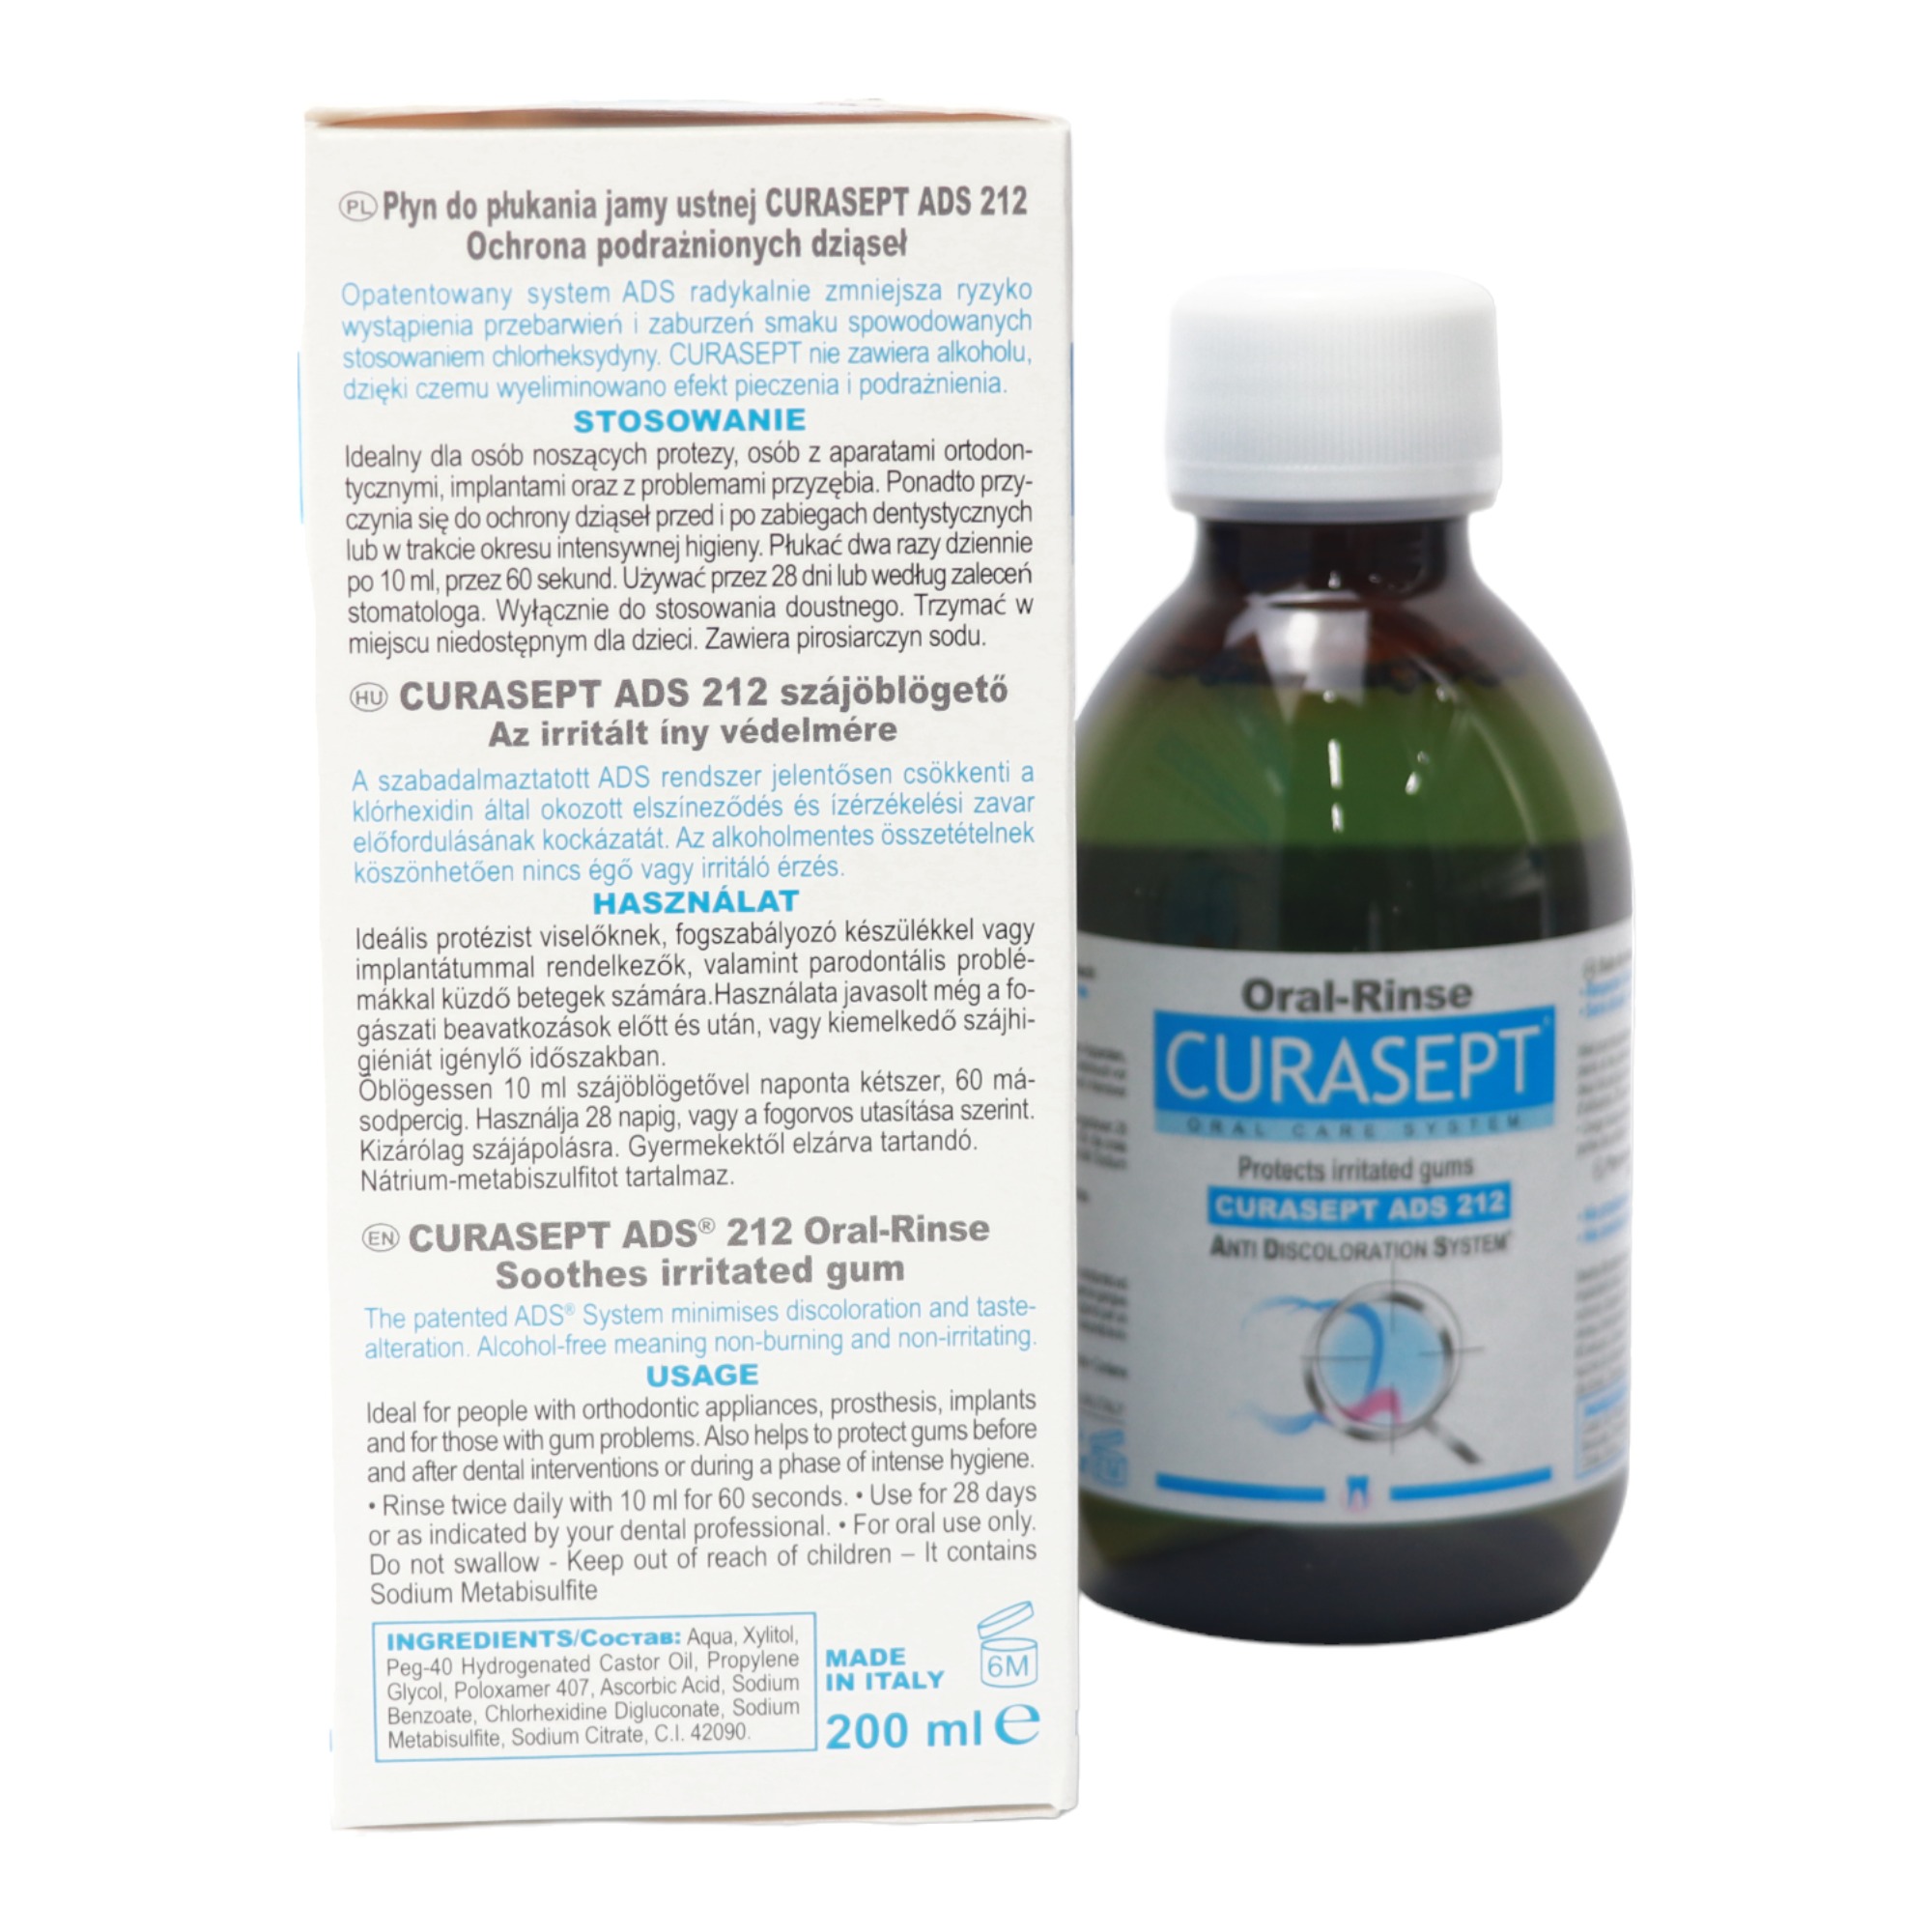 PL Płyn do płukania jamy ustnej CURASEPT ADS 212
Ochrona podrażnionych dziąseł
Opatentowany system ADS radykalnie zmniejsza ryzyko
wystąpienia przebarwień i zaburzeń smaku spowodowanych
stosowaniem chlorheksydyny. CURASEPT nie zawiera alkoholu,
dzięki czemu wyeliminowano efekt pieczenia i podrażnienia.
STOSOWANIE
Idealny dla osób noszących protezy, osób z aparatami ortodon-
tycznymi, implantami oraz z problemami przyzębia. Ponadto przy-
czynia się do ochrony dziąseł przed i po zabiegach dentystycznych
lub w trakcie okresu intensywnej higieny. Płukać dwa razy dziennie
po 10 ml, przez 60 sekund. Używać przez 28 dni lub według zaleceń
stomatologa. Wyłącznie do stosowania doustnego. Trzymać w
miejscu niedostępnym dla dzieci. Zawiera pirosiarczyn sodu.
HU CURASEPT ADS 212 szájöblögető
Az irritált íny védelmére
A szabadalmaztatott ADS rendszer jelentősen csökkenti a
klórhexidin által okozott elszíneződés és ízérzékelési zavar
előfordulásának kockázatát. Az alkoholmentes összetételnek
köszönhetően nincs égő vagy irritáló érzés.
HASZNÁLAT
Ideális protézist viselőknek, fogszabályozó készülékkel vagy
implantátummal rendelkezők, valamint parodontális problé-
mákkal küzdő betegek számára.Használata javasolt még a fo-
gászati beavatkozások előtt és után, vagy kiemelkedő szájhi-
giéniát igénylő időszakban.
Öblögessen 10 ml szájöblögetővel naponta kétszer, 60 má-
sodpercig. Használja 28 napig, vagy a fogorvos utasítása szerint.
Kizárólag szájápolásra. Gyermekektől elzárva tartandó.
Nátrium-metabiszulfitot tartalmaz.
EN CURASEPT ADS® 212 Oral-Rinse
Soothes irritated gum
The patented ADS® System minimises discoloration and taste-
alteration. Alcohol-free meaning non-burning and non-irritating.
USAGE
Ideal for people with orthodontic appliances, prosthesis, implants
and for those with gum problems. Also helps to protect gums before
and after dental interventions or during a phase of intense hygiene.
• Rinse twice daily with 10 ml for 60 seconds. • Use for 28 days
or as indicated by your dental professional. • For oral use only.
Do not swallow - Keep out of reach of children – It contains
Sodium Metabisulfite
INGREDIENTS/Состав: Aqua, Xylitol,
Peg-40 Hydrogenated Castor Oil, Propylene
Glycol, Poloxamer 407, Ascorbic Acid, Sodium
Benzoate, Chlorhexidine Digluconate, Sodium
Metabisulfite, Sodium Citrate, C.I. 42090.
MADE
IN ITALY
6M
200 ml ℮
Oral-Rinse
CURASEPT®
ORAL CARE SYSTEM
Protects irritated gums
CURASEPT ADS 212
ANTI DISCOLORATION SYSTEM